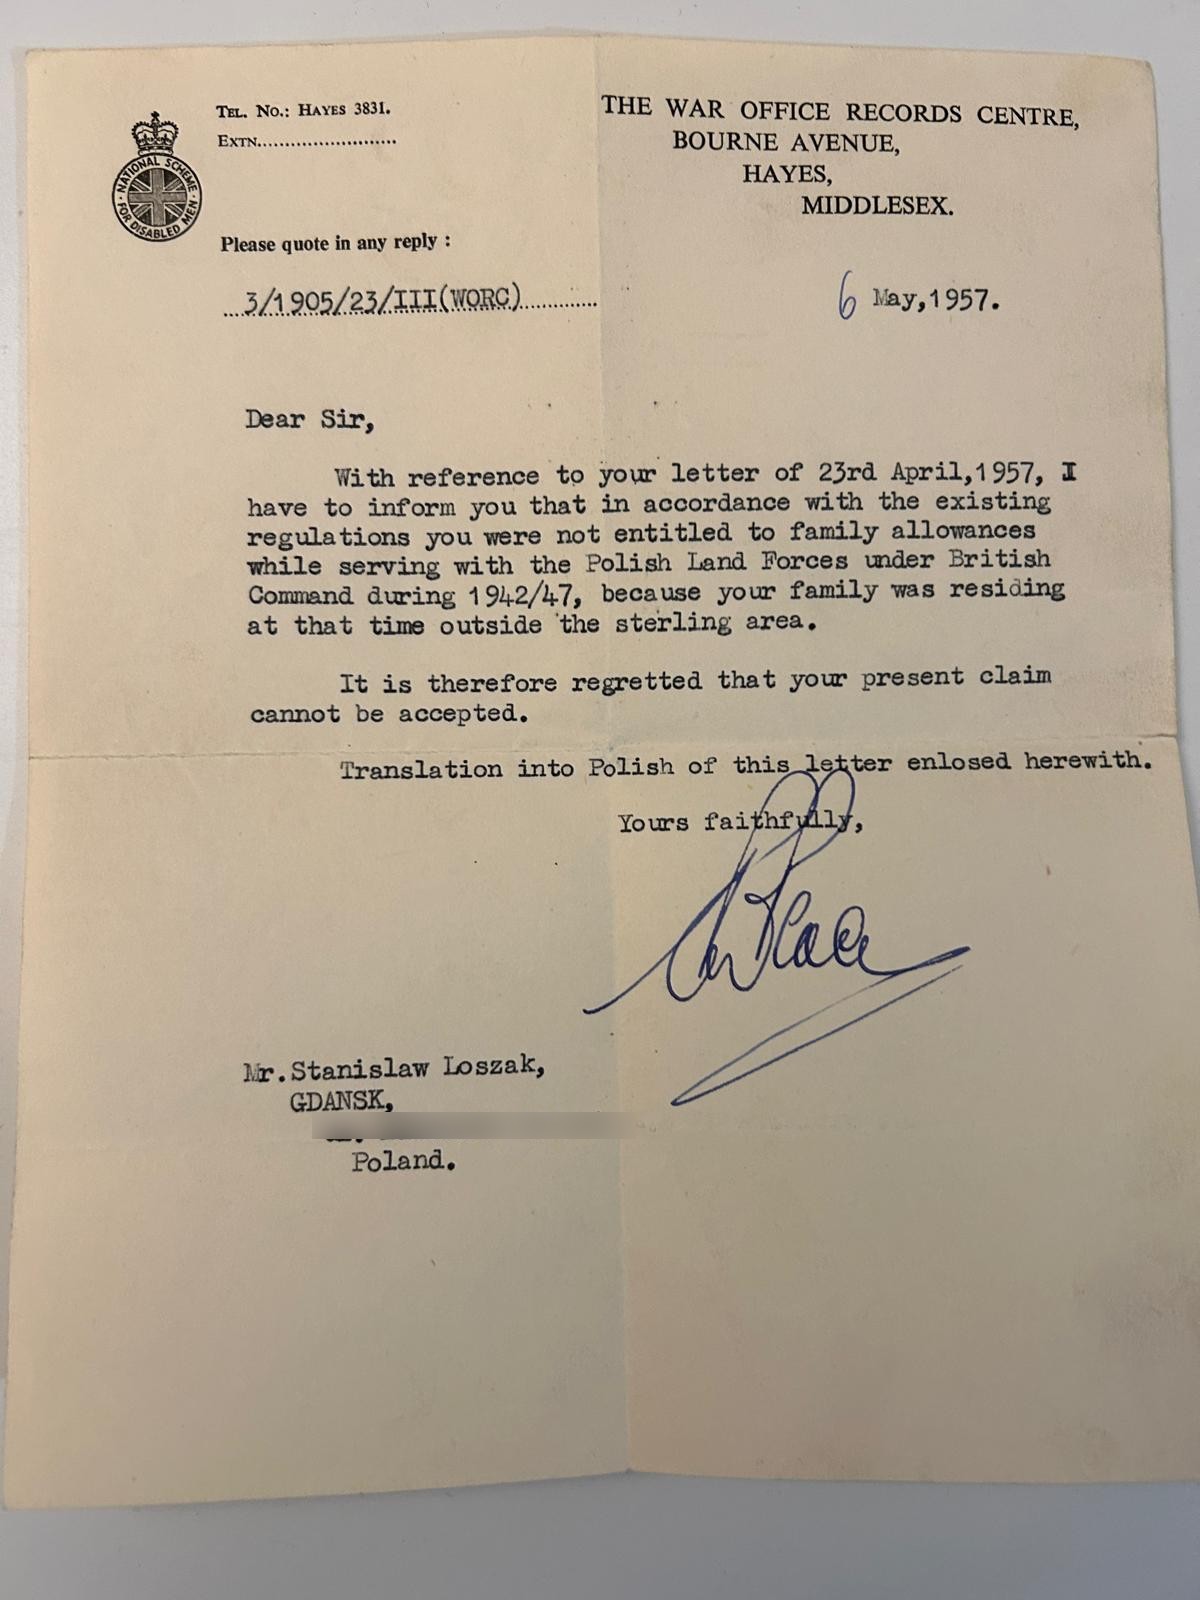 TEL. NO.: HAYES 3831.
EXTN..........................
NATIONAL SCHEME
FOR DISABLED MEN
Please quote in any reply :
3/1905/23/III(WORC)
THE WAR OFFICE RECORDS CENTRE,
BOURNE AVENUE,
HAYES,
MIDDLESEX.
6 May,1957.
Dear Sir,
With reference to your letter of 23rd April,1957, I
have to inform you that in accordance with the existing
regulations you were not entitled to family allowances
while serving with the Polish Land Forces under British
Command during 1942/47, because your family was residing
at that time outside the sterling area.
It is therefore regretted that your present claim
cannot be accepted.
Translation into Polish of this letter enlosed herewith.
Yours faithfully,
Mr.Stanislaw Loszak,
GDANSK,
Poland.